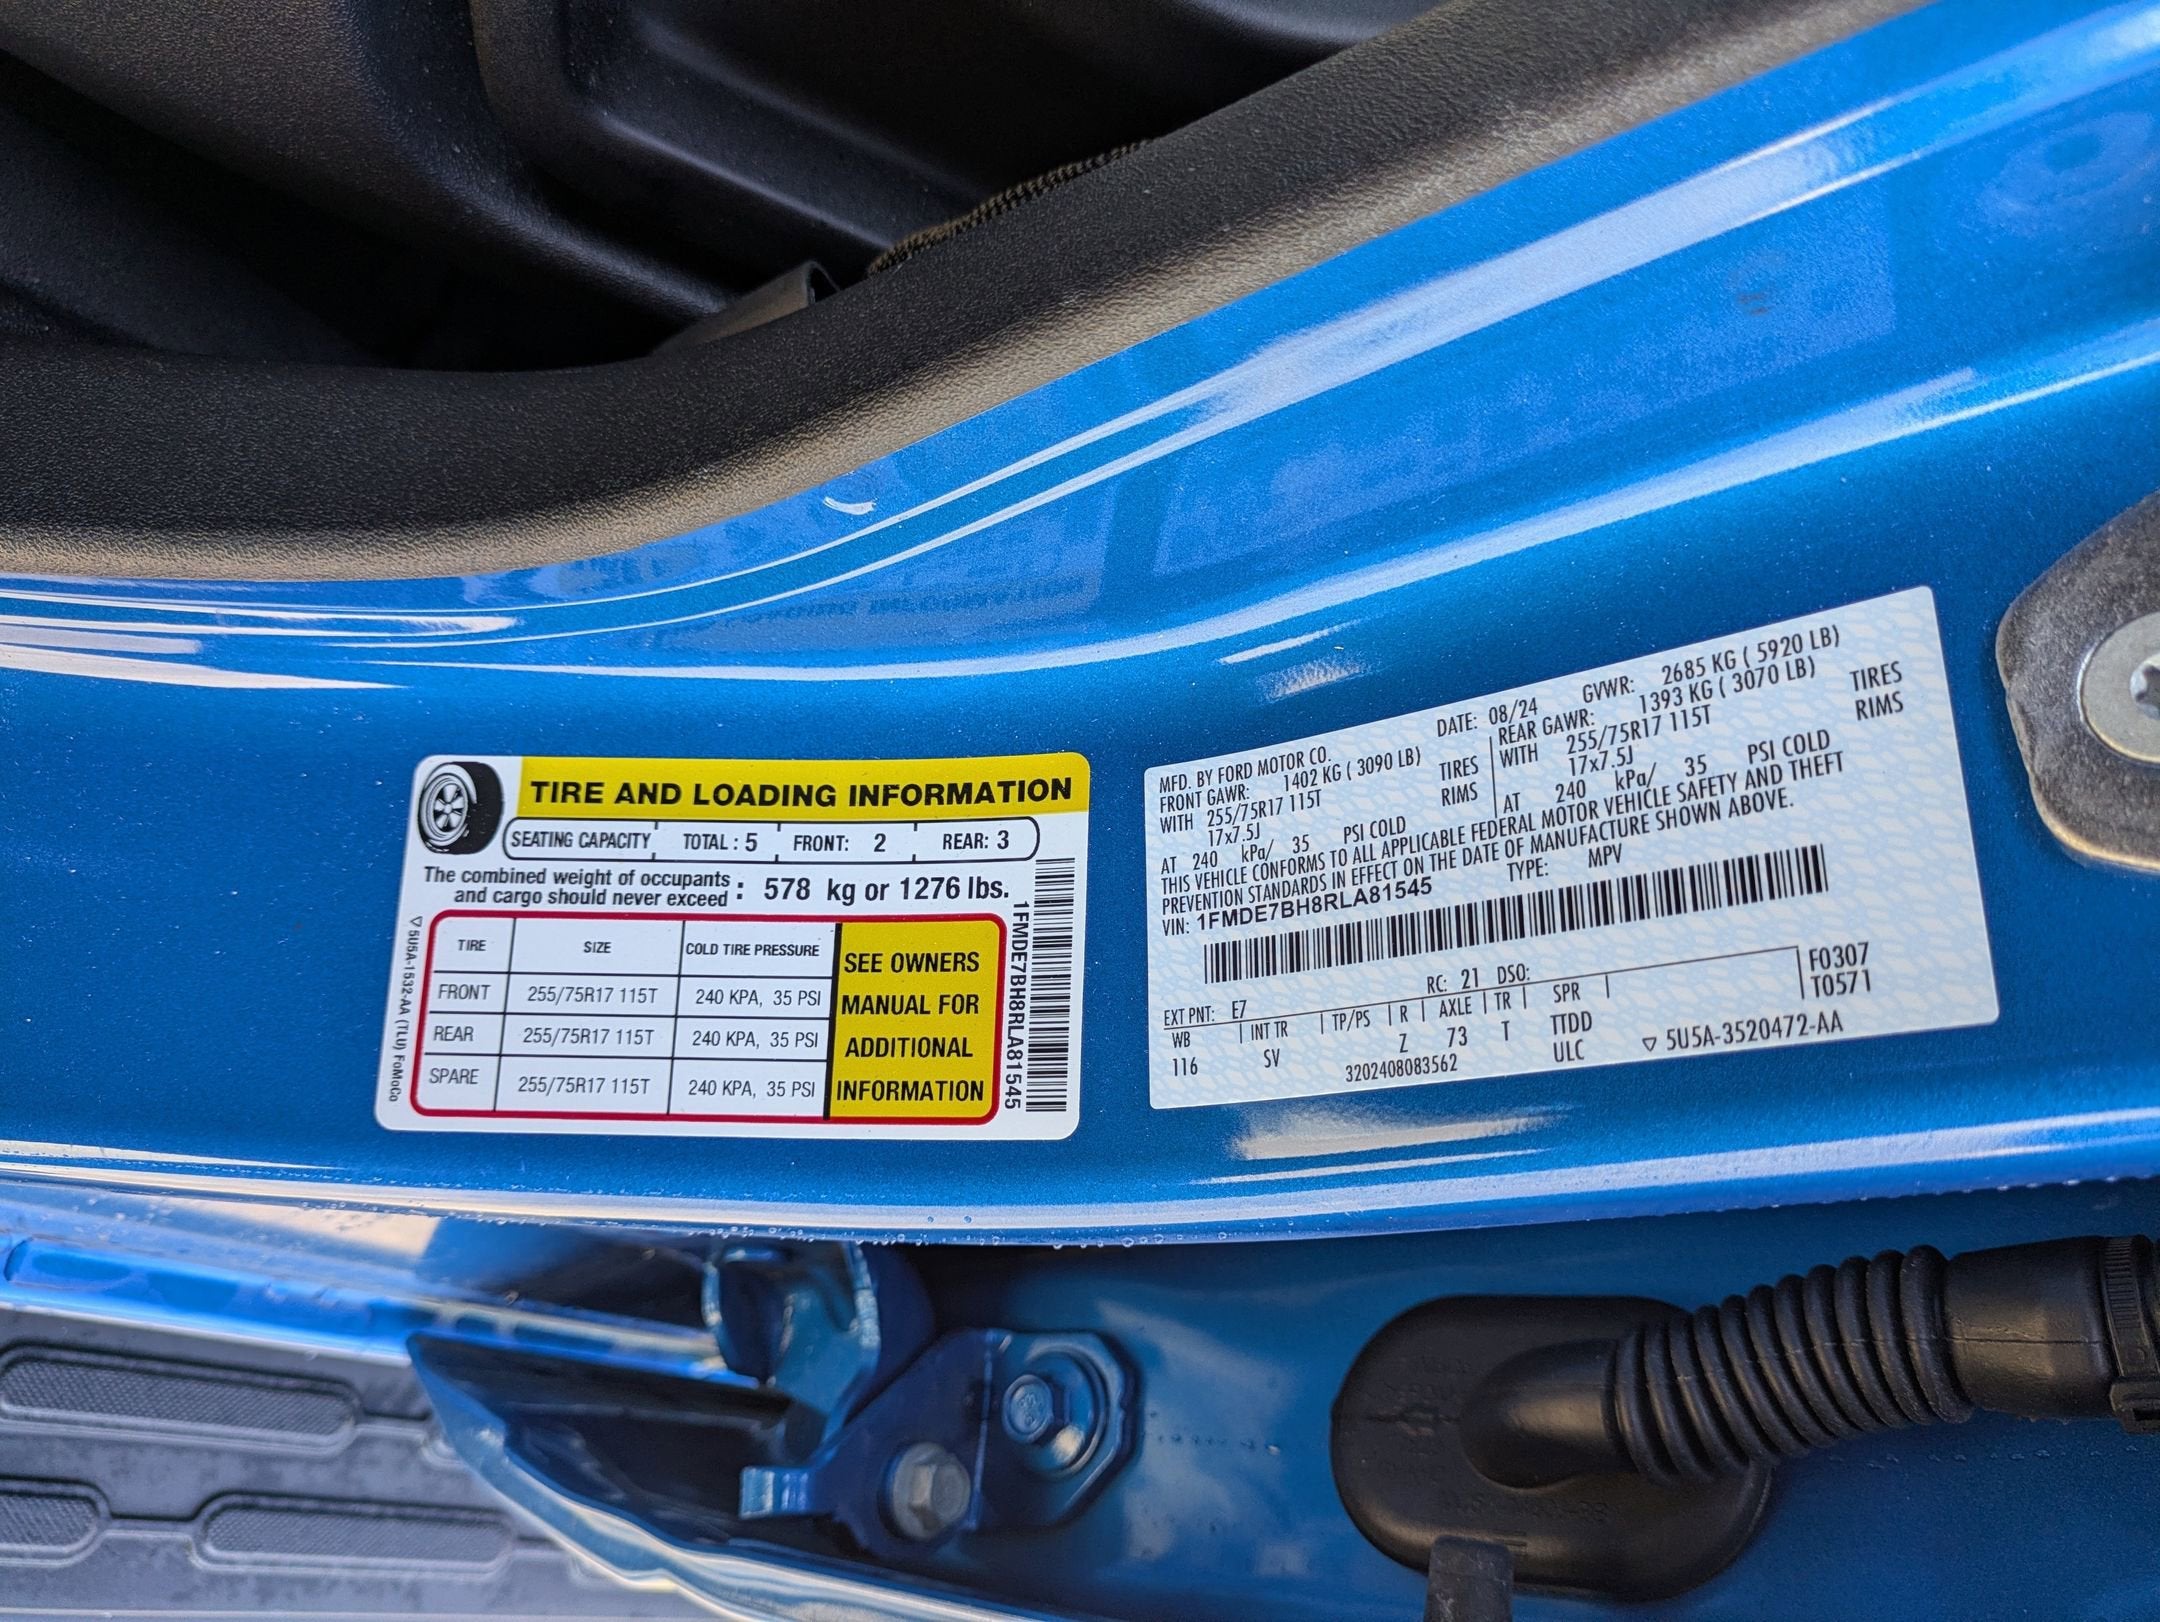 TIRE AND LOADING INFORMATION
SEATING CAPACITY TOTAL : 5 FRONT: 2 REAR: 3
The combined weight of occupants
and cargo should never exceed : 578 kg or 1276 lbs.
TIRE SIZE COLD TIRE PRESSURE
FRONT 255/75R17 115T 240 KPA, 35 PSI
REAR 255/75R17 115T 240 KPA, 35 PSI
SPARE 255/75R17 115T 240 KPA, 35 PSI
SEE OWNERS
MANUAL FOR
ADDITIONAL
INFORMATION
5U5A-1532-AA (TLU) FoMoCo
1FMDE7BH8RLA81545
MFD. BY FORD MOTOR CO. DATE: 08/24 GVWR: 2685 KG ( 5920 LB)
FRONT GAWR: 1402 KG ( 3090 LB) REAR GAWR: 1393 KG ( 3070 LB)
WITH 255/75R17 115T TIRES WITH 255/75R17 115T TIRES
17x7.5J RIMS 17x7.5J RIMS
AT 240 kPa/ 35 PSI COLD AT 240 kPa/ 35 PSI COLD
THIS VEHICLE CONFORMS TO ALL APPLICABLE FEDERAL MOTOR VEHICLE SAFETY AND THEFT
PREVENTION STANDARDS IN EFFECT ON THE DATE OF MANUFACTURE SHOWN ABOVE.
VIN: 1FMDE7BH8RLA81545 TYPE: MPV
F0307
T0571
EXT PNT: E7 RC: 21 DSO:
WB INT TR TP/PS R AXLE TR SPR
116 SV Z 73 T TTDD
3202408083562 ULC 5U5A-3520472-AA